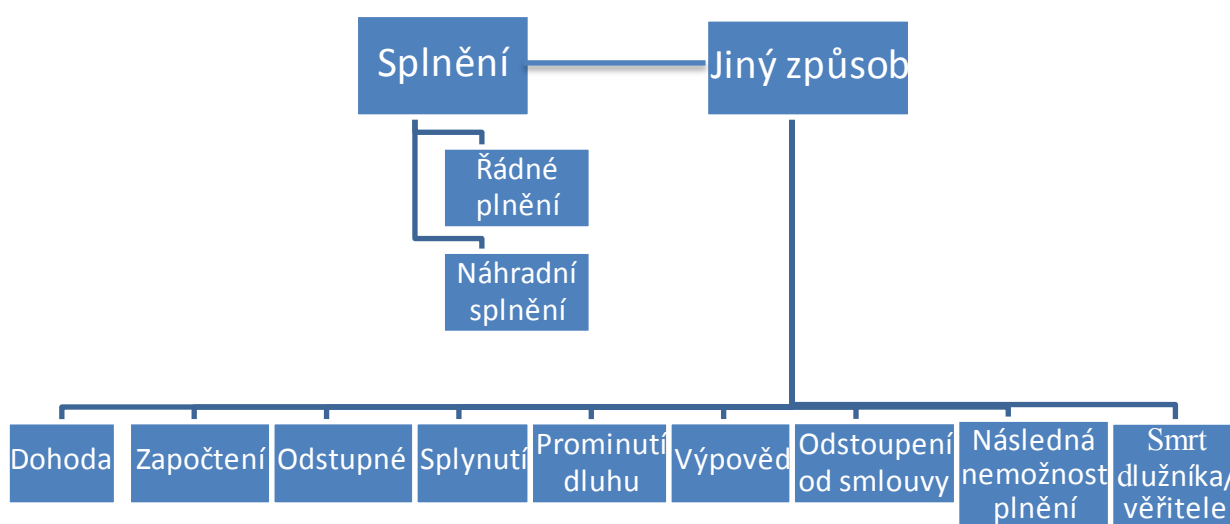 Splnění
Jiný způsob
Řádné
plnění
Náhradní
splnění
Dohoda
Započtení
Odstupné
Splynutí
Prominutí
dluhu
Výpověd
Odstoupení
od smlouvy
Následná
nemožnost
plnění
Smrt
dlužníka/
věřitele